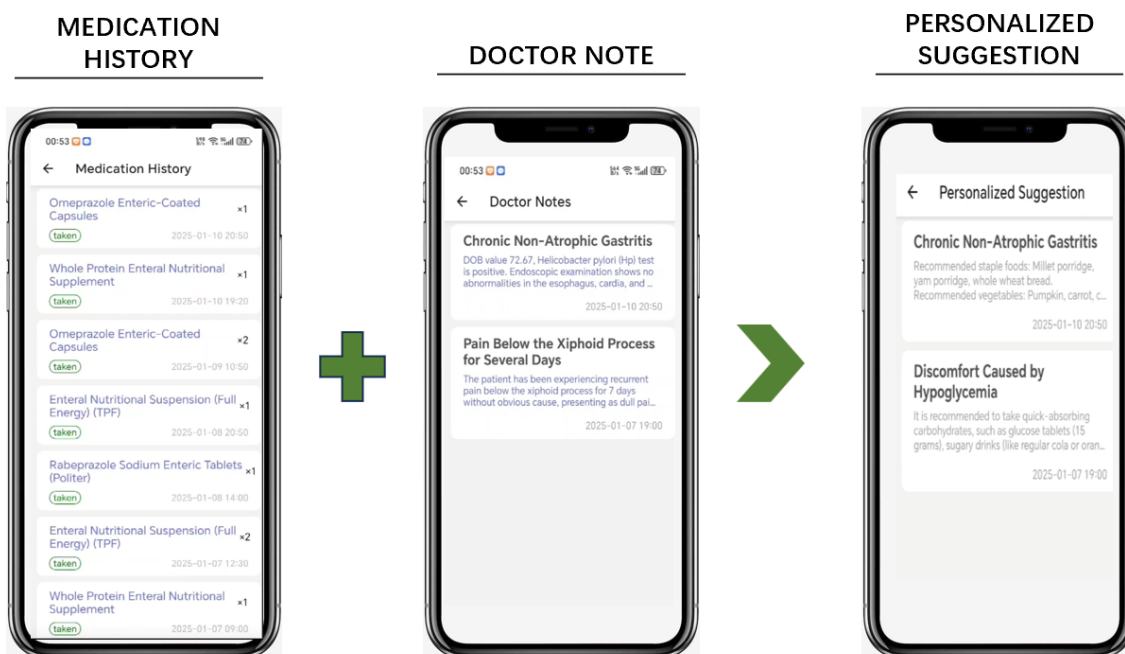 MEDICATION
HISTORY
00:53
Medication History
Omeprazole Enteric-Coated
Capsules
×1
taken
2025-01-10 20:50
Whole Protein Enteral Nutritional
Supplement
×1
taken
2025-01-10 19:20
Omeprazole Enteric-Coated
Capsules
×2
taken
2025-01-09 10:50
Enteral Nutritional Suspension (Full
Energy) (TPF)
×1
taken
2025-01-08 20:50
Rabeprazole Sodium Enteric Tablets
(Politer)
×1
taken
2025-01-08 14:00
Enteral Nutritional Suspension (Full
Energy) (TPF)
×2
taken
2025-01-07 12:30
Whole Protein Enteral Nutritional
Supplement
×1
taken
2025-01-07 09:00
DOCTOR NOTE
00:53
Doctor Notes
Chronic Non-Atrophic Gastritis
DOB value 72.67, Helicobacter pylori (Hp) test
is positive. Endoscopic examination shows no
abnormalities in the esophagus, cardia, and ...
2025-01-10 20:50
Pain Below the Xiphoid Process
for Several Days
The patient has been experiencing recurrent
pain below the xiphoid process for 7 days
without obvious cause, presenting as dull pai...
2025-01-07 19:00
PERSONALIZED
SUGGESTION
Personalized Suggestion
Chronic Non-Atrophic Gastritis
Recommended staple foods: Millet porridge,
yam porridge, whole wheat bread.
Recommended vegetables: Pumpkin, carrot, c...
2025-01-10 20:50
Discomfort Caused by
Hypoglycemia
It is recommended to take quick-absorbing
carbohydrates, such as glucose tablets (15
grams), sugary drinks (like regular cola or oran...
2025-01-07 19:00